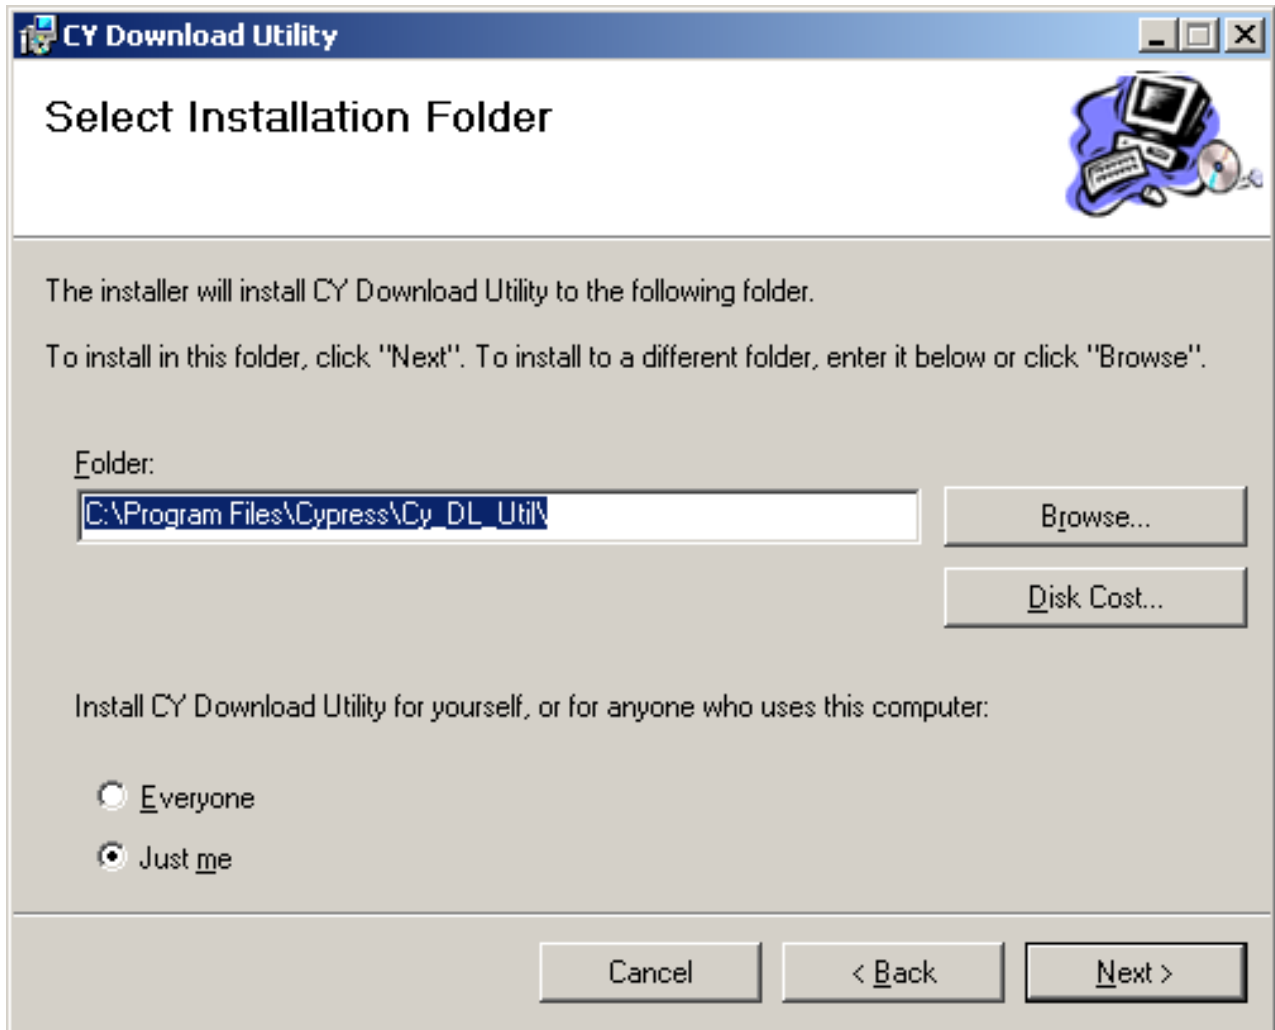 CY Download Utility
Select Installation Folder
The installer will install CY Download Utility to the following folder.
To install in this folder, click "Next". To install to a different folder, enter it below or click "Browse".
Folder:
C:\Program Files\Cypress\Cy_DL_Util\
Browse...
Disk Cost...
Install CY Download Utility for yourself, or for anyone who uses this computer:
Everyone
Just me
Cancel
< Back
Next >